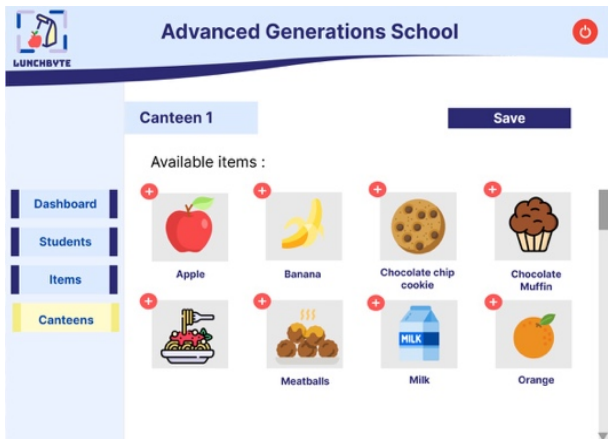 LUNCHBYTE
Advanced Generations School
Canteen 1
Save
Available items :
Dashboard
Students
Items
Canteens
Apple
Banana
Chocolate chip
cookie
Chocolate
Muffin
Meatballs
MILK
Milk
Orange